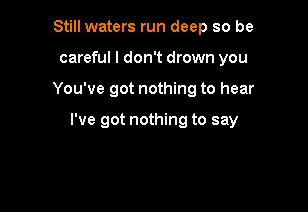 Still waters run deep so be
careful I don't drown you
You've got nothing to hear
I've got nothing to say